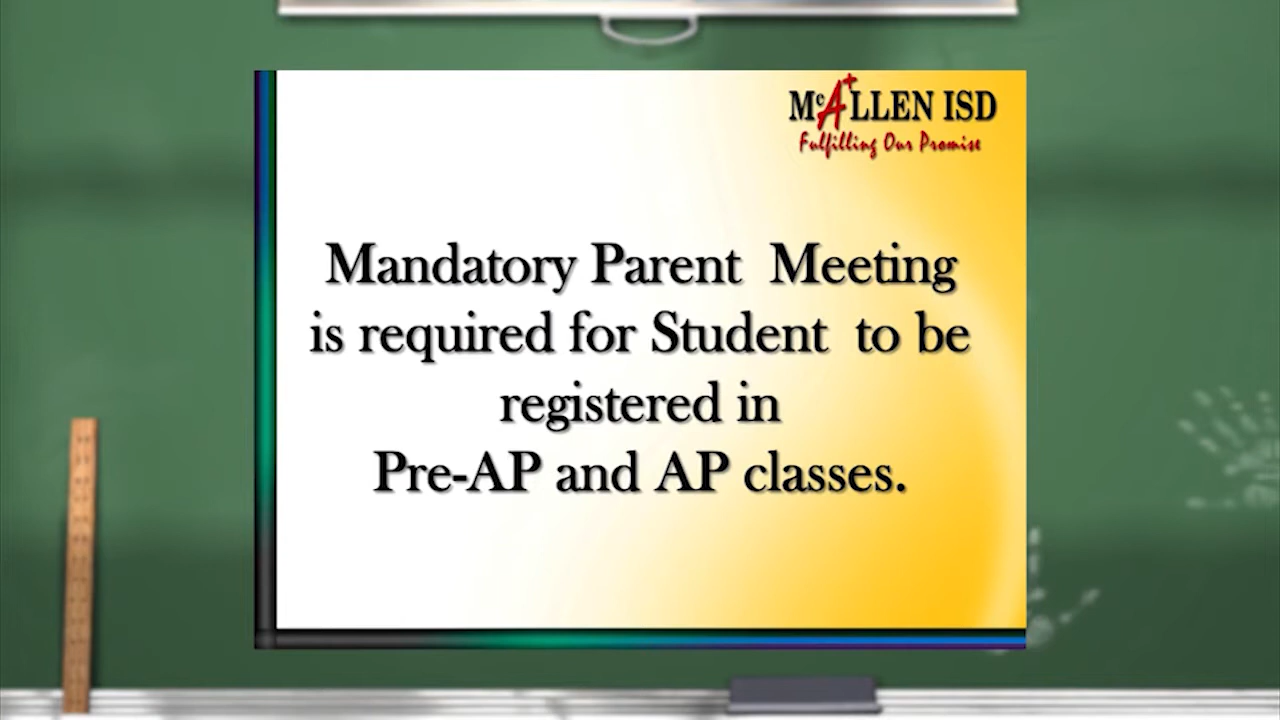 McALLEN ISD
Fulfilling Our Promise
Mandatory Parent Meeting
is required for Student to be
registered in
Pre-AP and AP classes.